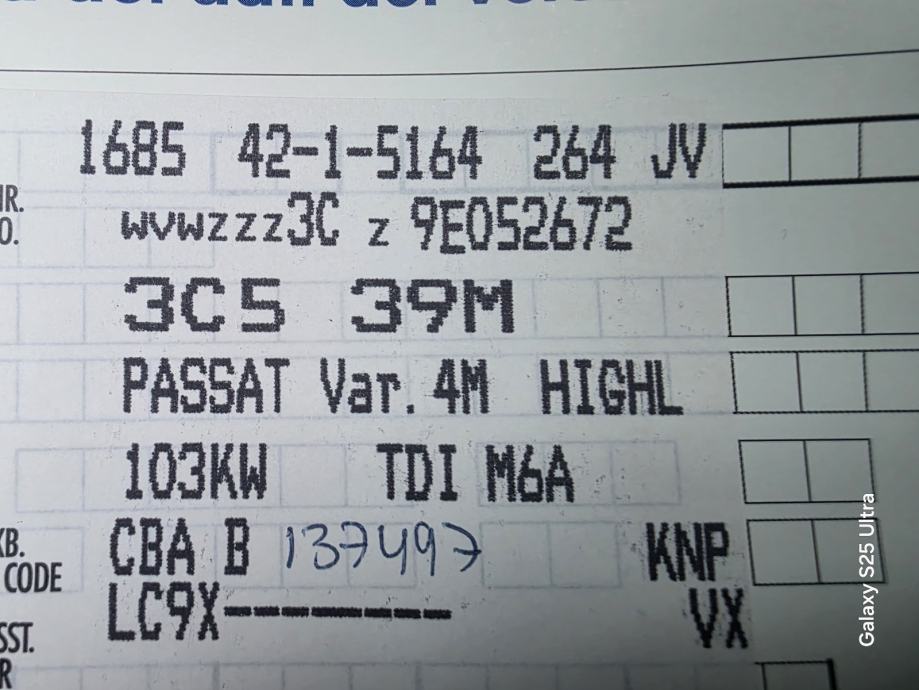 1685 42-1-5164 264 JV
NR.
O.
WVWZZZ3C Z 9E052672
3C5 39M
PASSAT Var. 4M HIGHL
103KW TDI M6A
KB.
CODE
CBA B 137497 KNP
LC9X-------- VX
SST.
R
Galaxy S25 Ultra